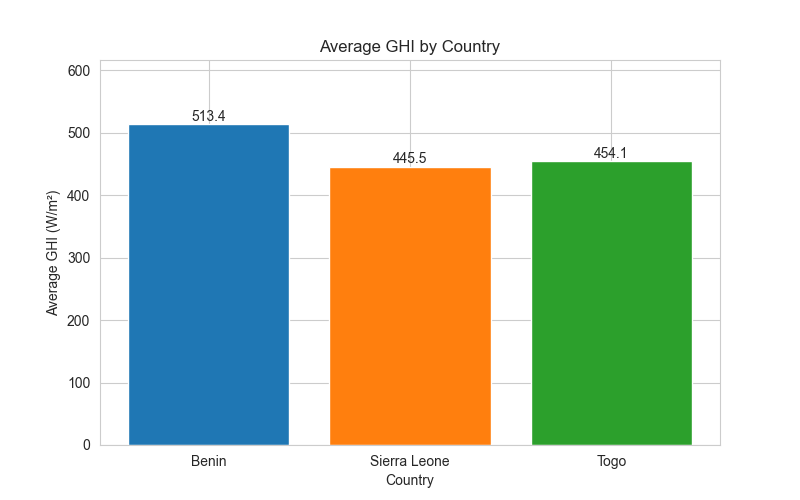 Average GHI by Country
Average GHI (W/m²)
600
500
400
300
200
100
0
513.4
445.5
454.1
Benin
Sierra Leone
Togo
Country